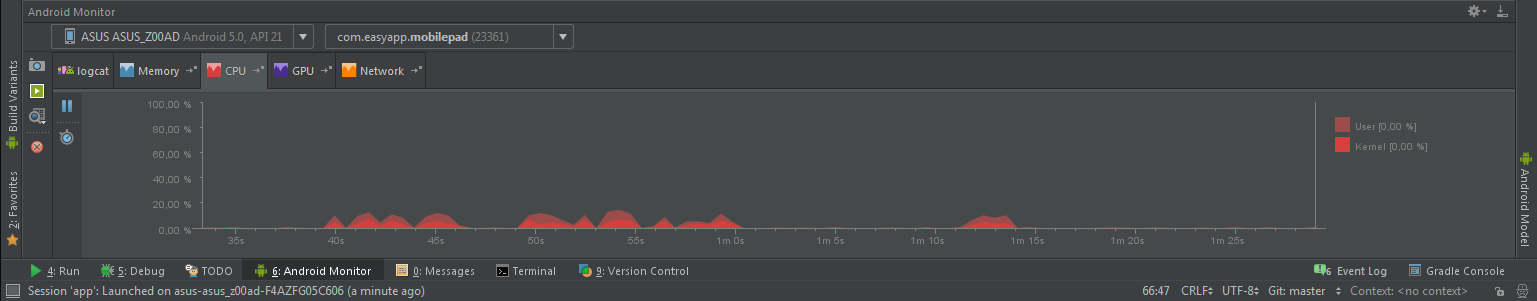 Android Monitor
ASUS ASUS_Z00AD Android 5.0, API 21
com.easyapp.mobilepad (23361)
logcat Memory CPU GPU Network
100,00 %
80,00 %
60,00 %
40,00 %
20,00 %
0,00 %
35s 40s 45s 50s 55s 1m 0s 1m 5s 1m 10s 1m 15s 1m 20s 1m 25s
User [0,00 %]
Kernel [0,00 %]
Build Variants
2: Favorites
Android Model
4: Run 5: Debug TODO 6: Android Monitor 0: Messages Terminal 9: Version Control 6 Event Log Gradle Console
Session 'app': Launched on asus-asus_z00ad-F4AZFG05C606 (a minute ago) 66:47 CRLF UTF-8 Git: master Context: <no context>